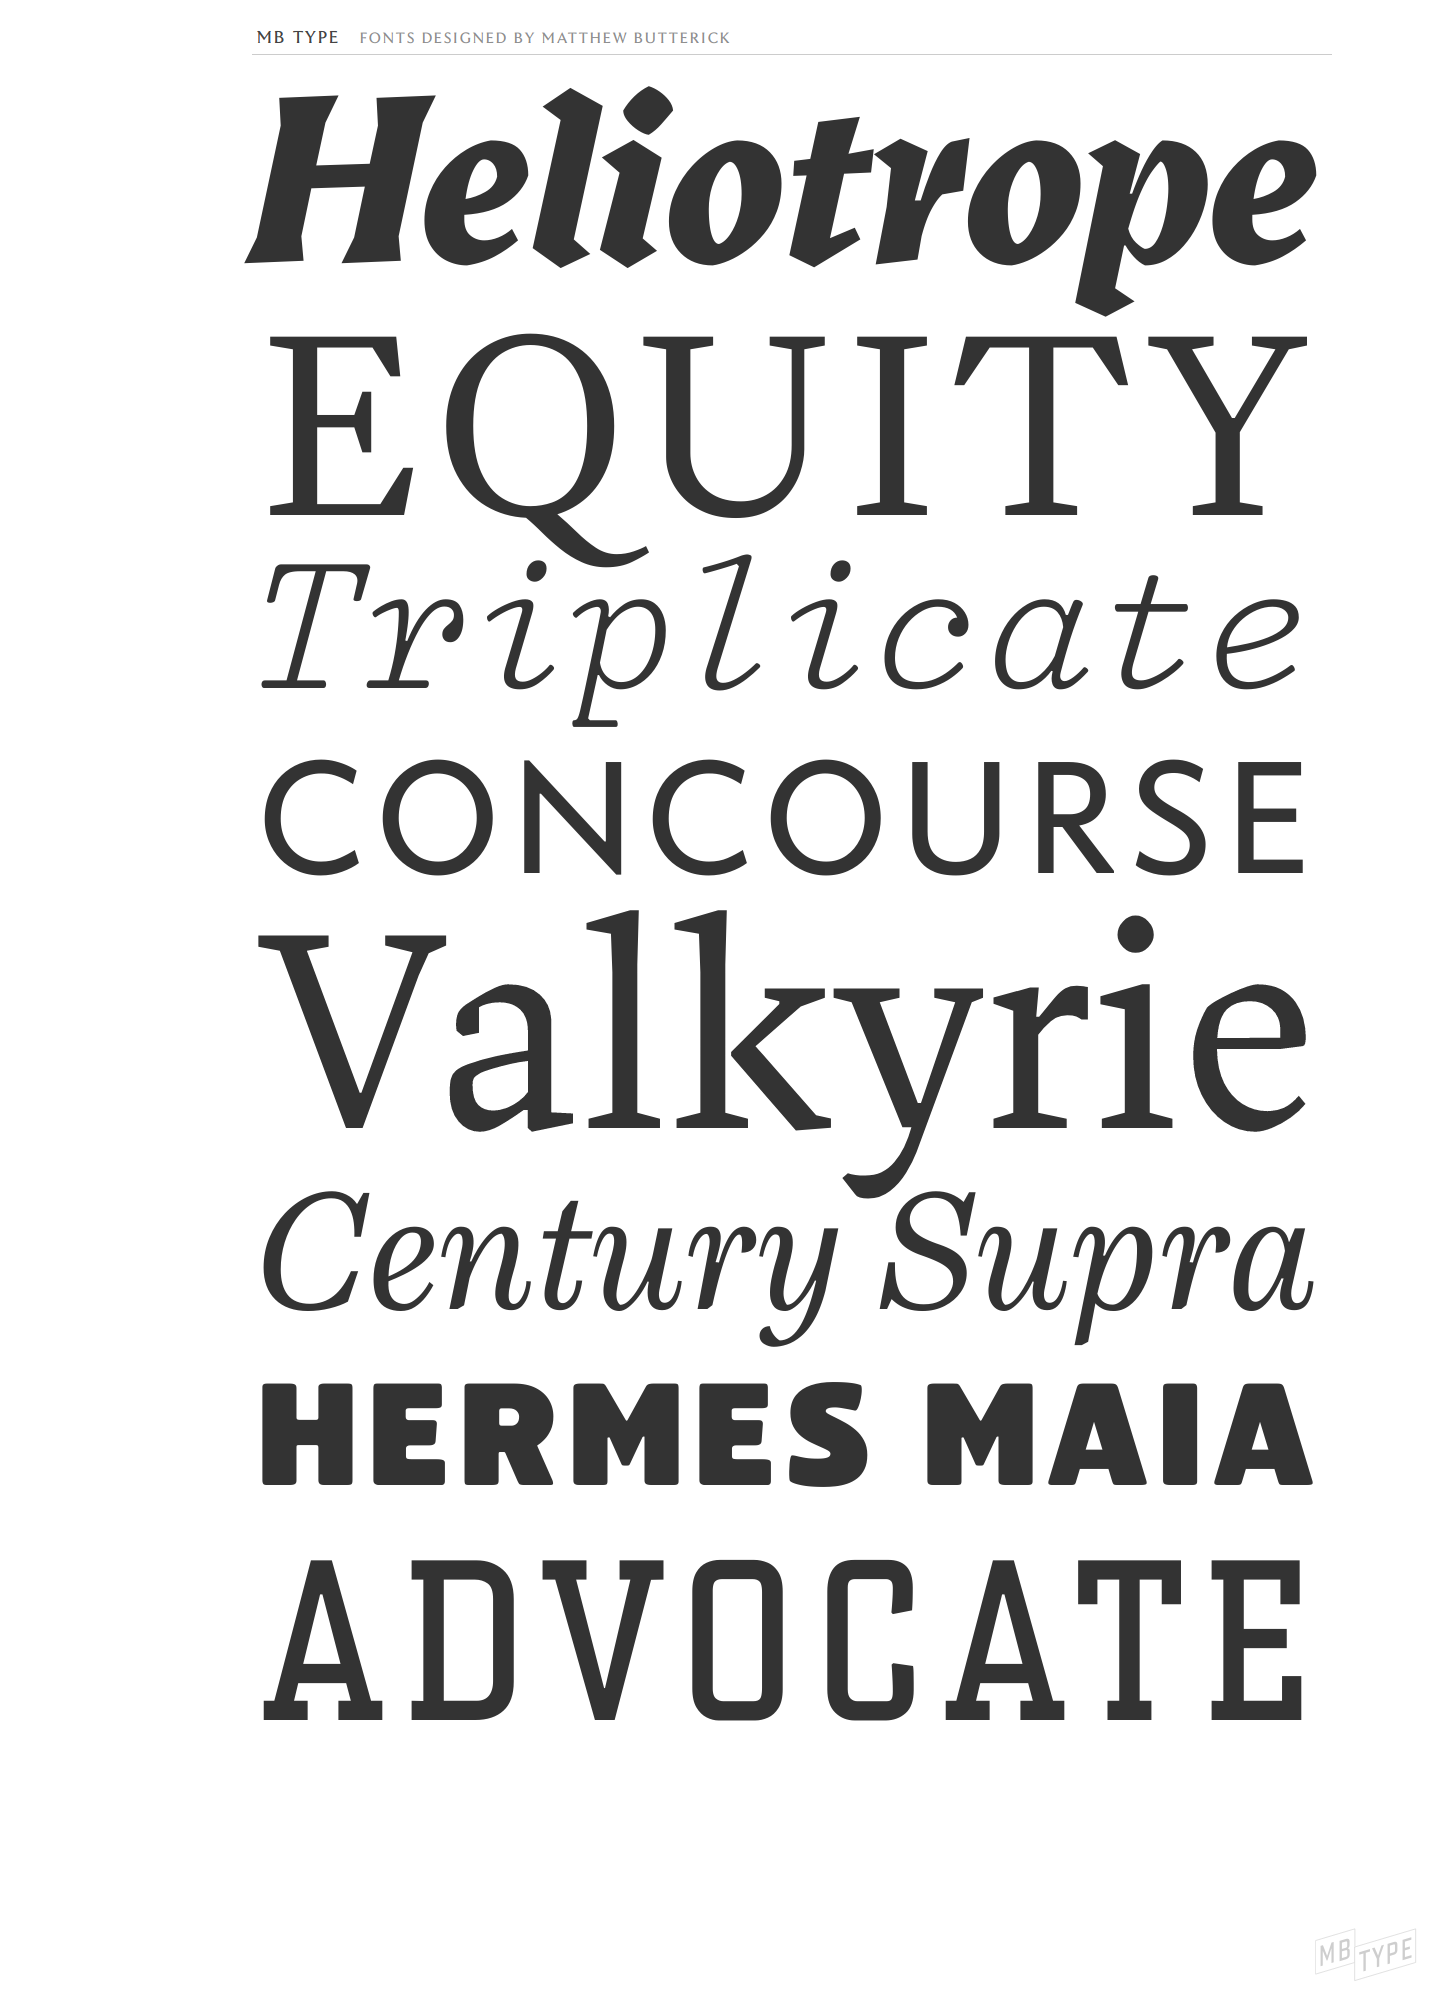 MB TYPE FONTS DESIGNED BY MATTHEW BUTTERICK
Heliotrope
EQUITY
Triplicate
CONCOURSE
Valkyrie
Century Supra
HERMES MAIA
ADVOCATE
MB TYPE